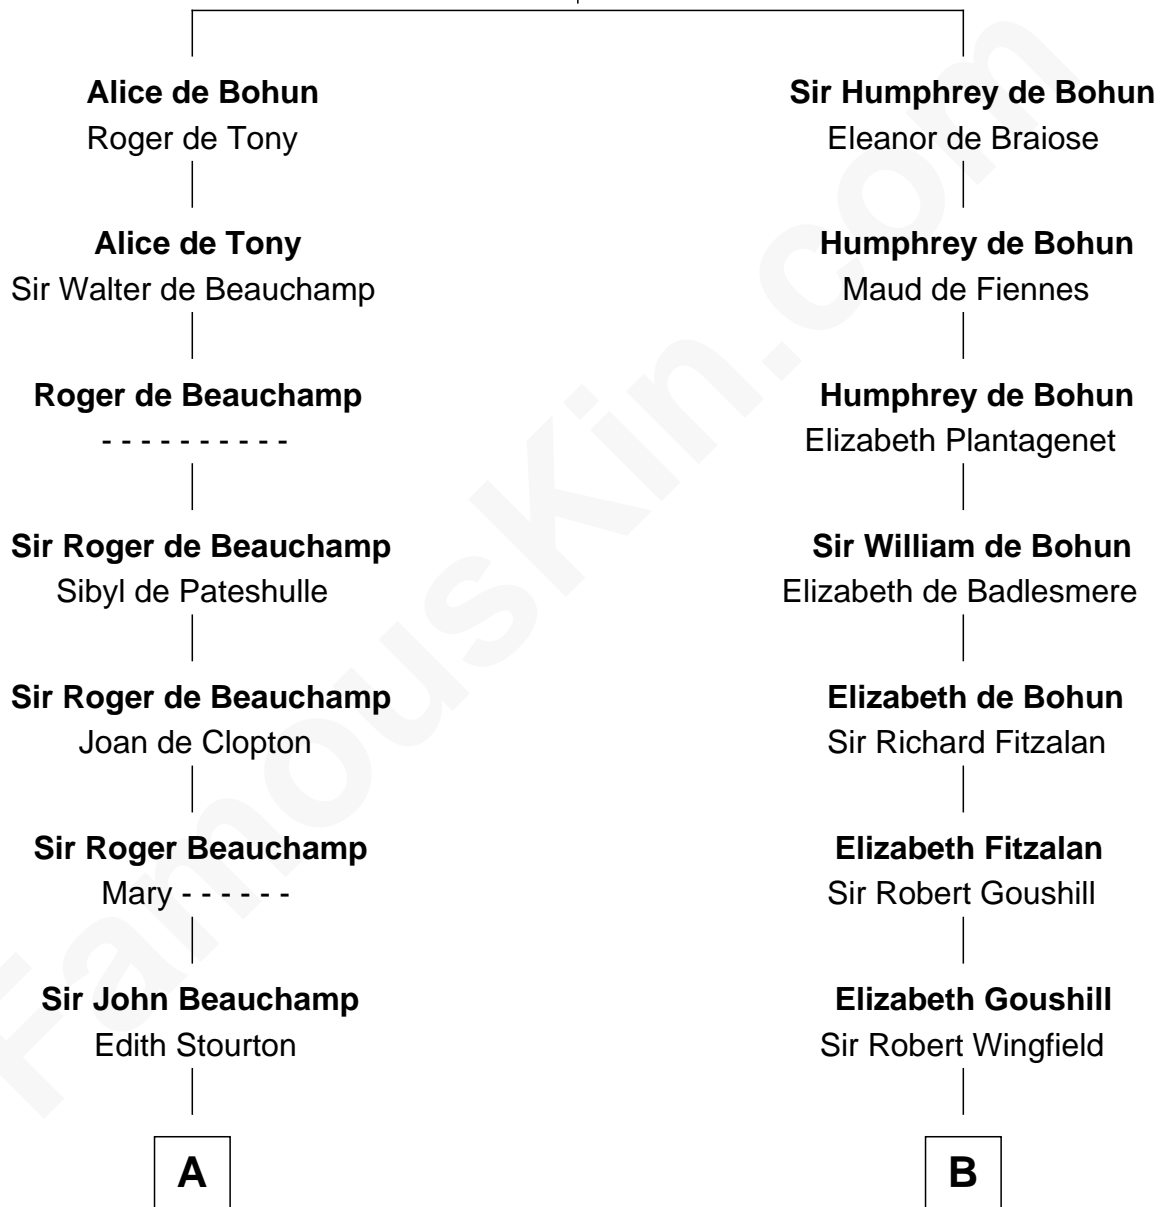 Alice de Bohun
Roger de Tony
Alice de Tony
Sir Walter de Beauchamp
Roger de Beauchamp
- - - - - - - - - -
Sir Roger de Beauchamp
Sibyl de Pateshulle
Sir Roger de Beauchamp
Joan de Clopton
Sir Roger Beauchamp
Mary - - - - - -
Sir John Beauchamp
Edith Stourton
A
Sir Humphrey de Bohun
Eleanor de Braiose
Humphrey de Bohun
Maud de Fiennes
Humphrey de Bohun
Elizabeth Plantagenet
Sir William de Bohun
Elizabeth de Badlesmere
Elizabeth de Bohun
Sir Richard Fitzalan
Elizabeth Fitzalan
Sir Robert Goushill
Elizabeth Goushill
Sir Robert Wingfield
B
FamousKin.com